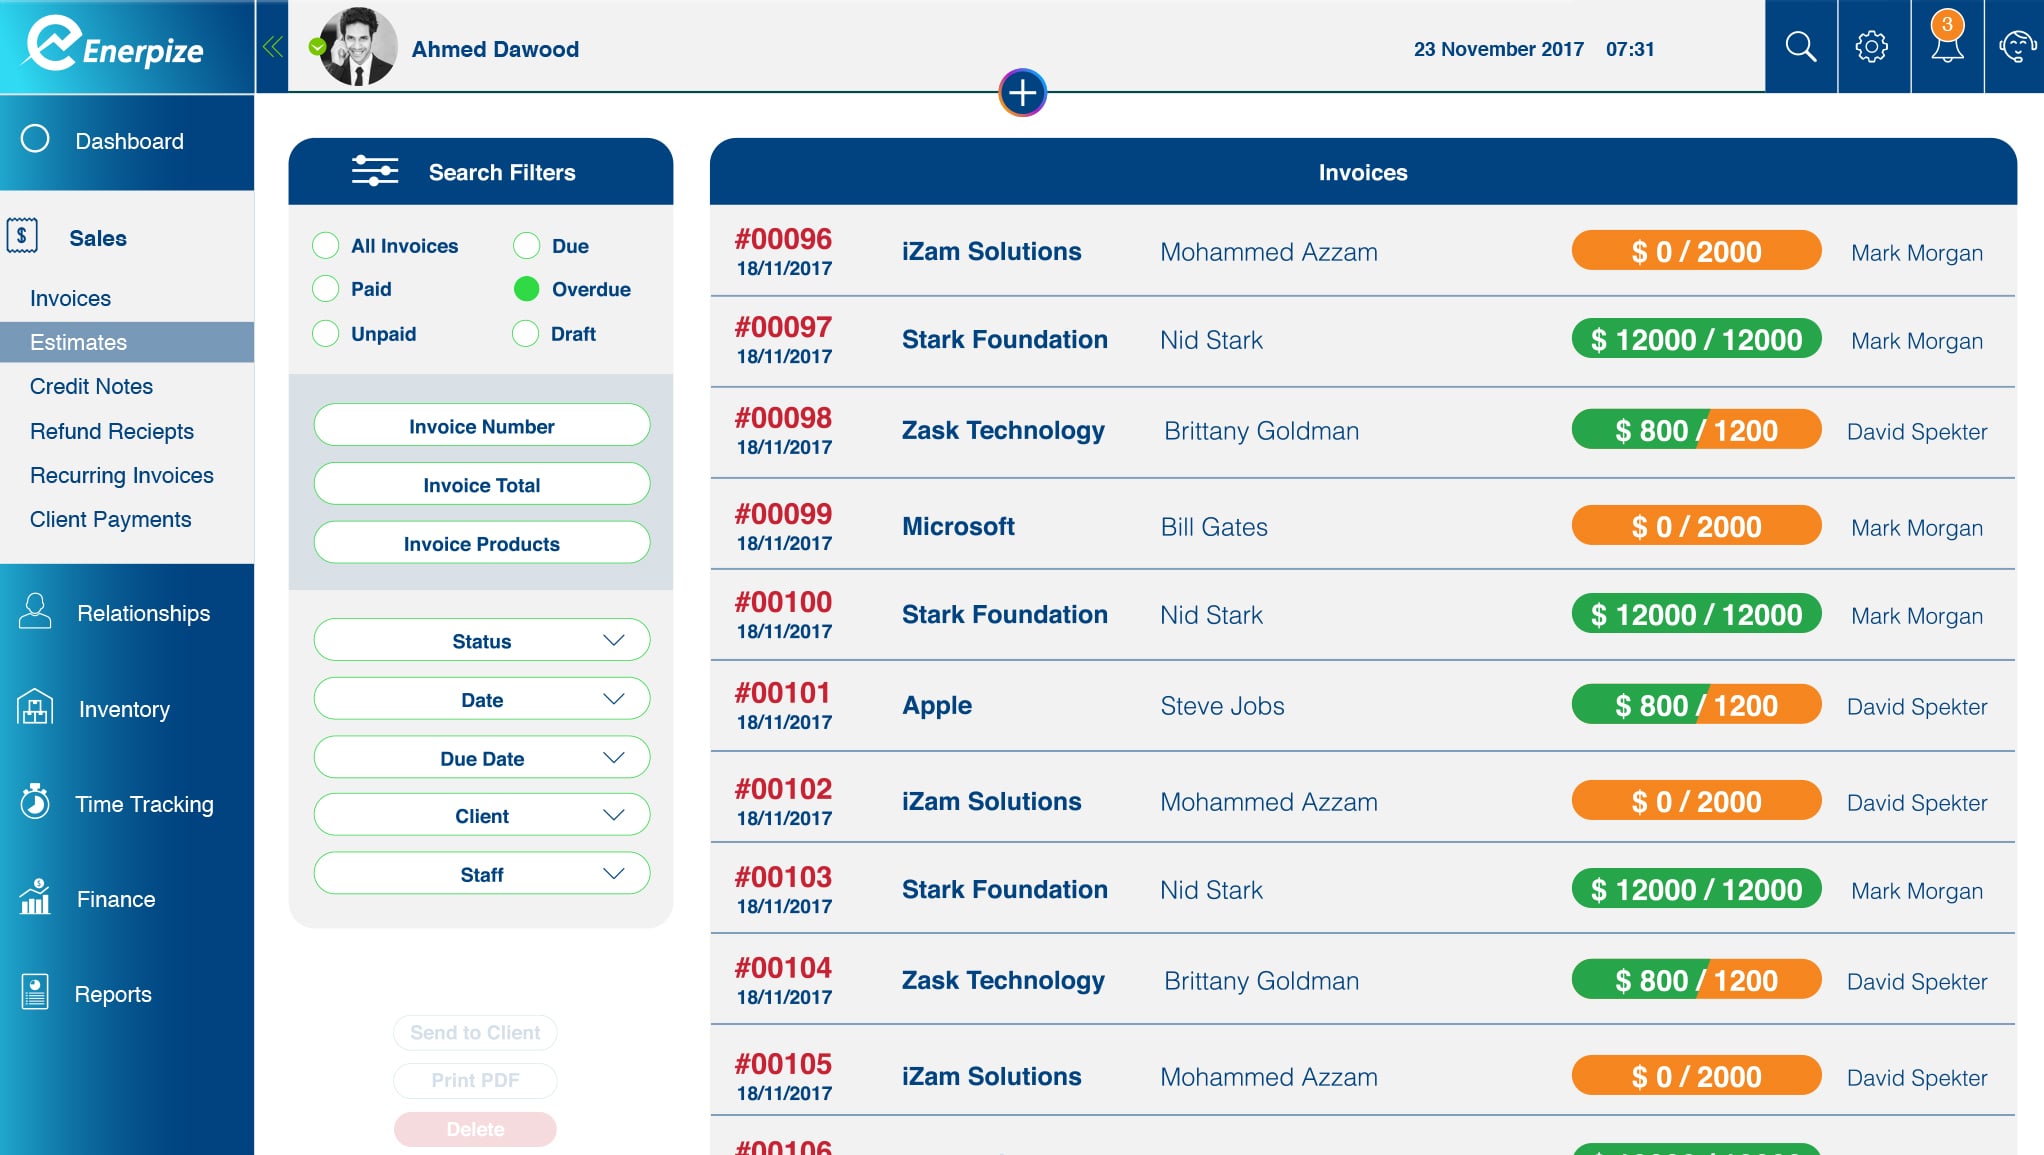 Enerpize
Ahmed Dawood
23 November 2017 07:31
3
Dashboard
$ Sales
Invoices
Estimates
Credit Notes
Refund Reciepts
Recurring Invoices
Client Payments
Relationships
Inventory
Time Tracking
Finance
Reports
Search Filters
All Invoices Due
Paid Overdue
Unpaid Draft
Invoice Number
Invoice Total
Invoice Products
Status
Date
Due Date
Client
Staff
Send to Client
Print PDF
Delete
Invoices
#00096 iZam Solutions Mohammed Azzam $ 0 / 2000 Mark Morgan
18/11/2017
#00097 Stark Foundation Nid Stark $ 12000 / 12000 Mark Morgan
18/11/2017
#00098 Zask Technology Brittany Goldman $ 800 / 1200 David Spekter
18/11/2017
#00099 Microsoft Bill Gates $ 0 / 2000 Mark Morgan
18/11/2017
#00100 Stark Foundation Nid Stark $ 12000 / 12000 Mark Morgan
18/11/2017
#00101 Apple Steve Jobs $ 800 / 1200 David Spekter
18/11/2017
#00102 iZam Solutions Mohammed Azzam $ 0 / 2000 David Spekter
18/11/2017
#00103 Stark Foundation Nid Stark $ 12000 / 12000 Mark Morgan
18/11/2017
#00104 Zask Technology Brittany Goldman $ 800 / 1200 David Spekter
18/11/2017
#00105 iZam Solutions Mohammed Azzam $ 0 / 2000 David Spekter
18/11/2017
#00106